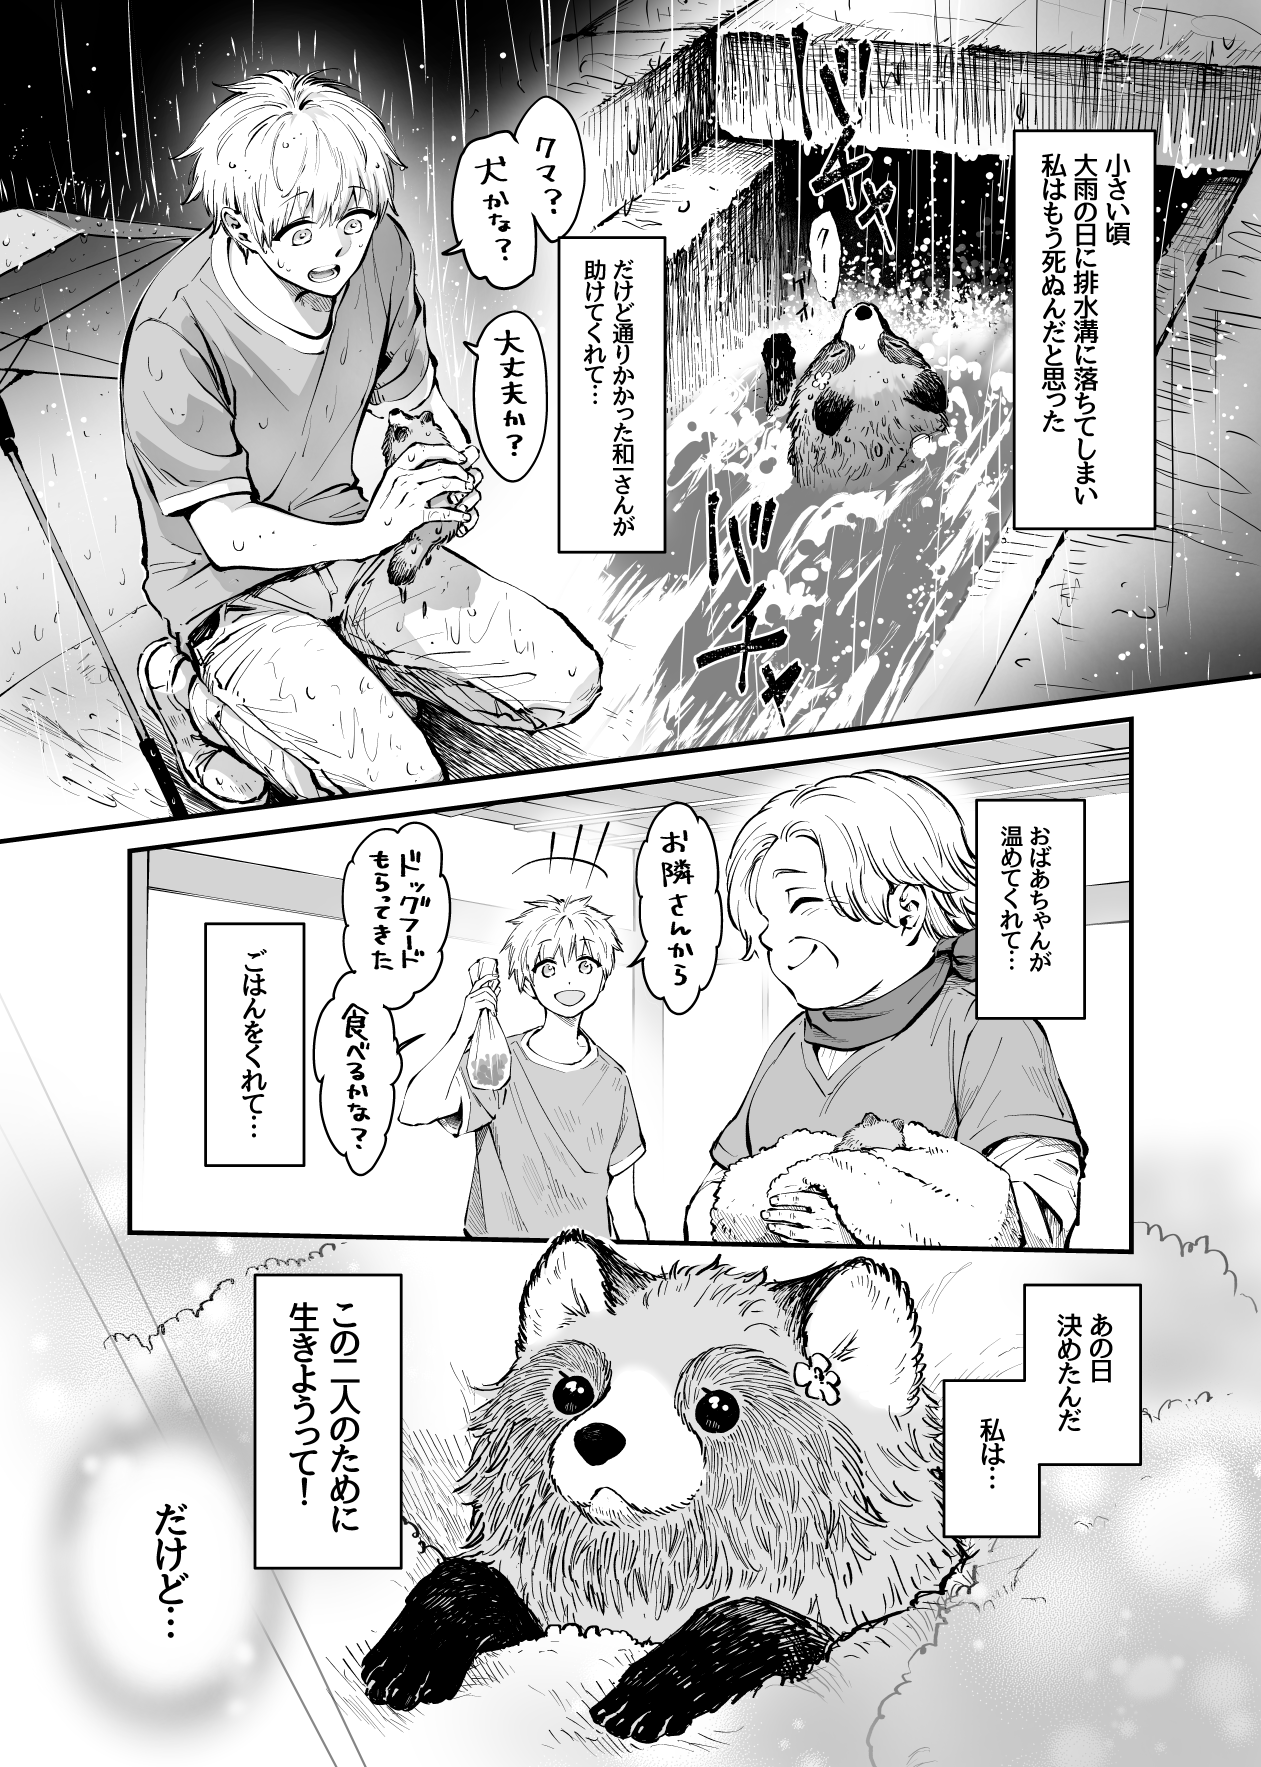 小さい頃
大雨の日に排水溝に落ちてしまい
私はもう死ぬんだと思った
バチャ
クー
バチャ
だけど通りかかった和一さんが
助けてくれて…
クマ？
犬かな？
大丈夫か？
おばあちゃんが
温めてくれて…
お隣さんから
ドッグフード
もらってきた
食べるかな？
ごはんをくれて…
あの日
決めたんだ
私は…
この二人のために
生きようって！
だけど…